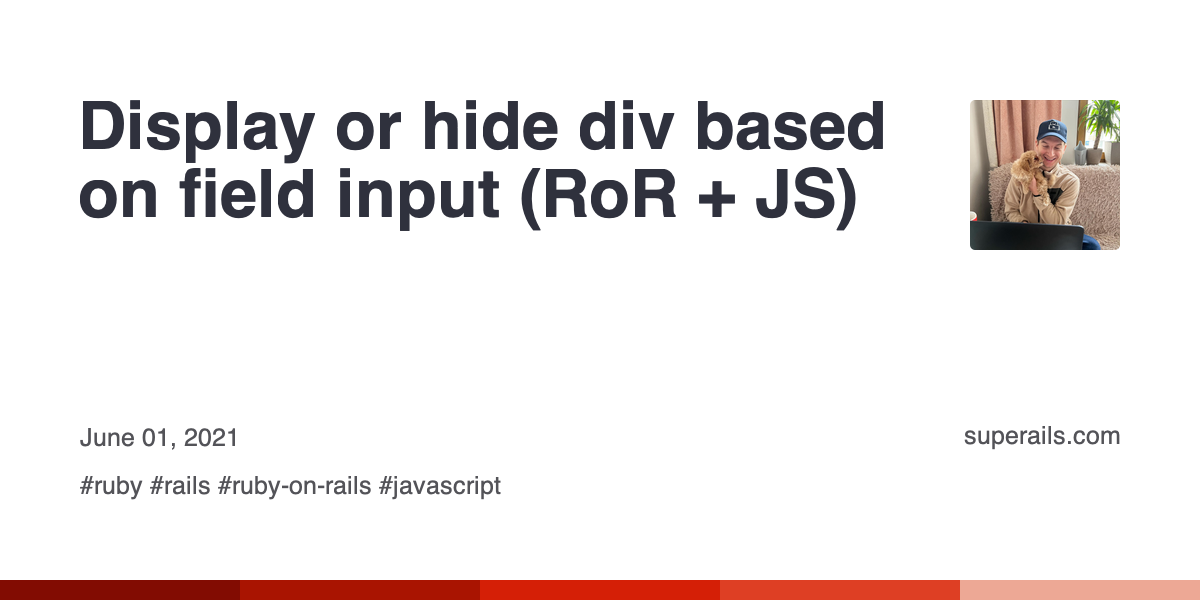 Display or hide div based
on field input (RoR + JS)
June 01, 2021
superails.com
#ruby #rails #ruby-on-rails #javascript